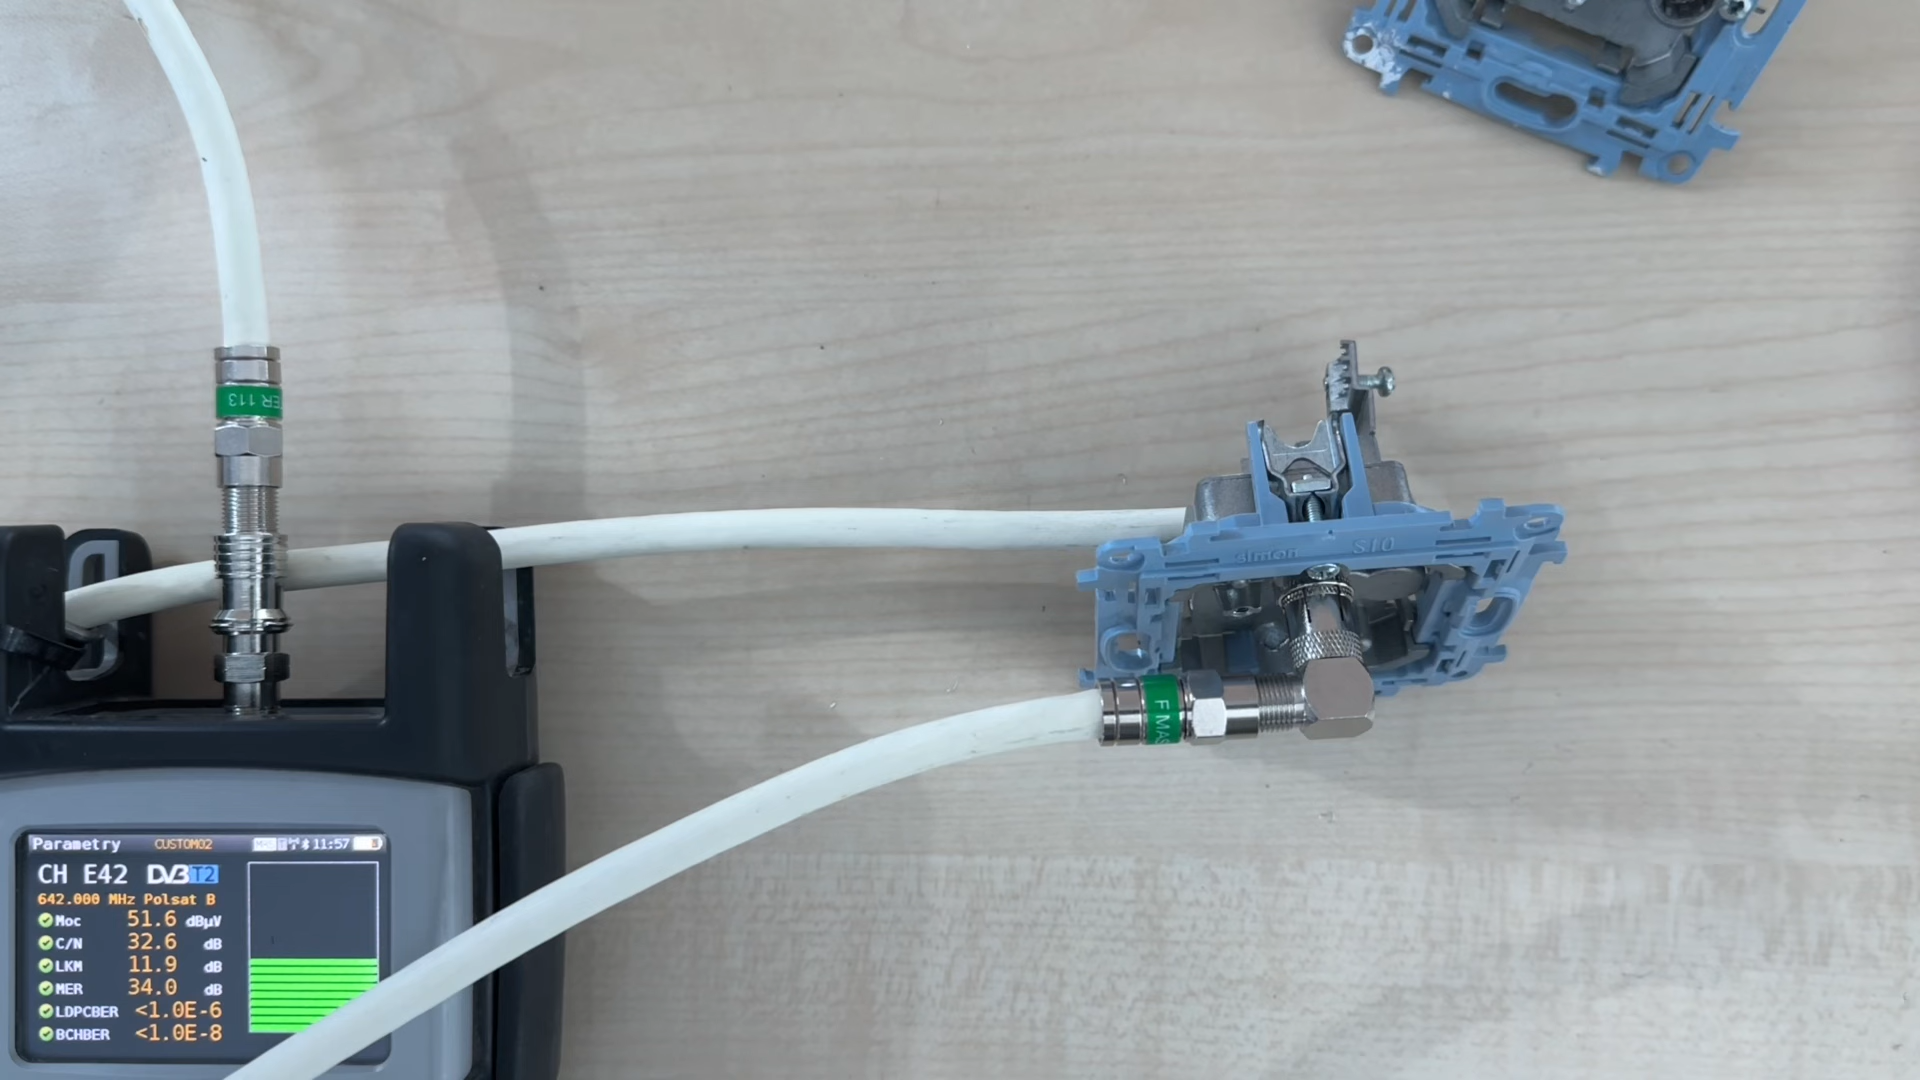 ER 113
simon
S10
F MAS
Parametry CUSTOM02 11:57
CH E42 DVB T2
642.000 MHz Polsat B
Moc 51.6 dBµV
C/N 32.6 dB
LKM 11.9 dB
MER 34.0 dB
LDPCBER <1.0E-6
BCHBER <1.0E-8